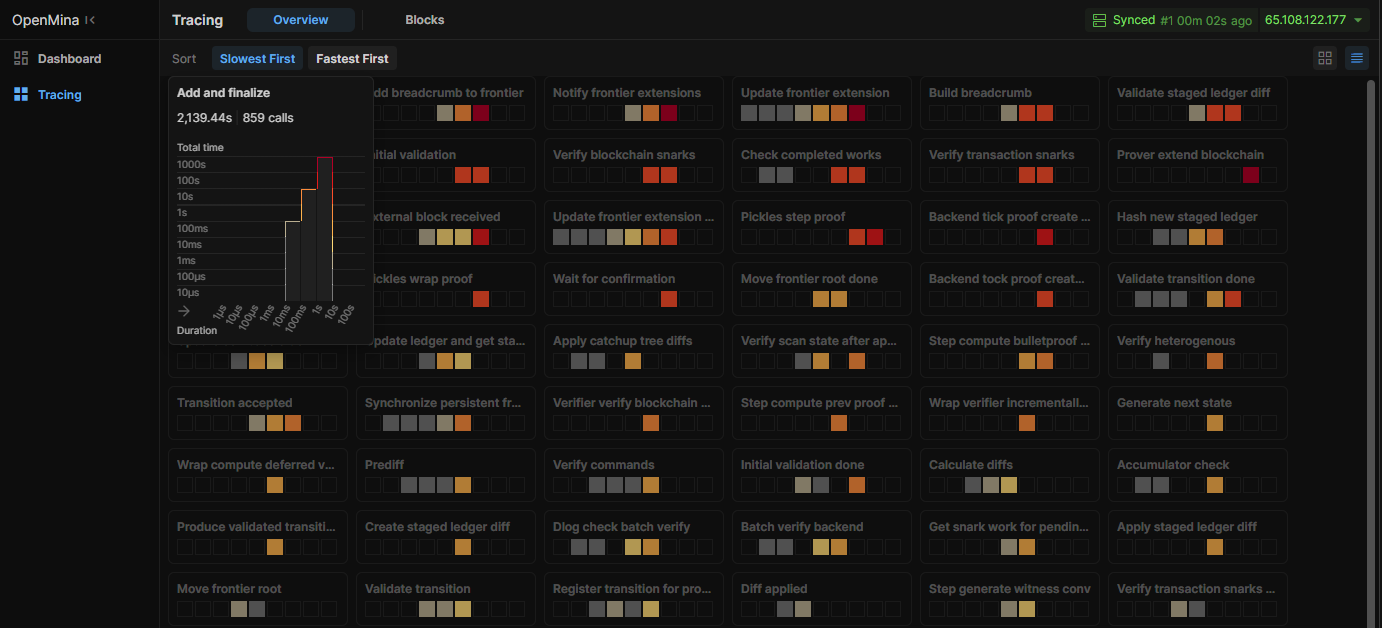 OpenMina
Tracing
Overview
Blocks
Synced #1 00m 02s ago
65.108.122.177
Dashboard
Tracing
Sort
Slowest First
Fastest First
Add and finalize
2,139.44s 859 calls
Total time
1000s
100s
10s
1s
100ms
10ms
1ms
100µs
10µs
1µs
10µs
100µs
1ms
10ms
100ms
1s
10s
100s
Duration
dd breadcrumb to frontier
Notify frontier extensions
Update frontier extension
Build breadcrumb
Validate staged ledger diff
nitial validation
Verify blockchain snarks
Check completed works
Verify transaction snarks
Prover extend blockchain
xternal block received
Update frontier extension ...
Pickles step proof
Backend tick proof create ...
Hash new staged ledger
ickles wrap proof
Wait for confirmation
Move frontier root done
Backend tock proof creat...
Validate transition done
pdate ledger and get sta...
Apply catchup tree diffs
Verify scan state after ap...
Step compute bulletproof ...
Verify heterogenous
Transition accepted
Synchronize persistent fr...
Verifier verify blockchain ...
Step compute prev proof ...
Wrap verifier incrementall...
Generate next state
Wrap compute deferred v...
Prediff
Verify commands
Initial validation done
Calculate diffs
Accumulator check
Produce validated transiti...
Create staged ledger diff
Dlog check batch verify
Batch verify backend
Get snark work for pendin...
Apply staged ledger diff
Move frontier root
Validate transition
Register transition for pro...
Diff applied
Step generate witness conv
Verify transaction snarks ...